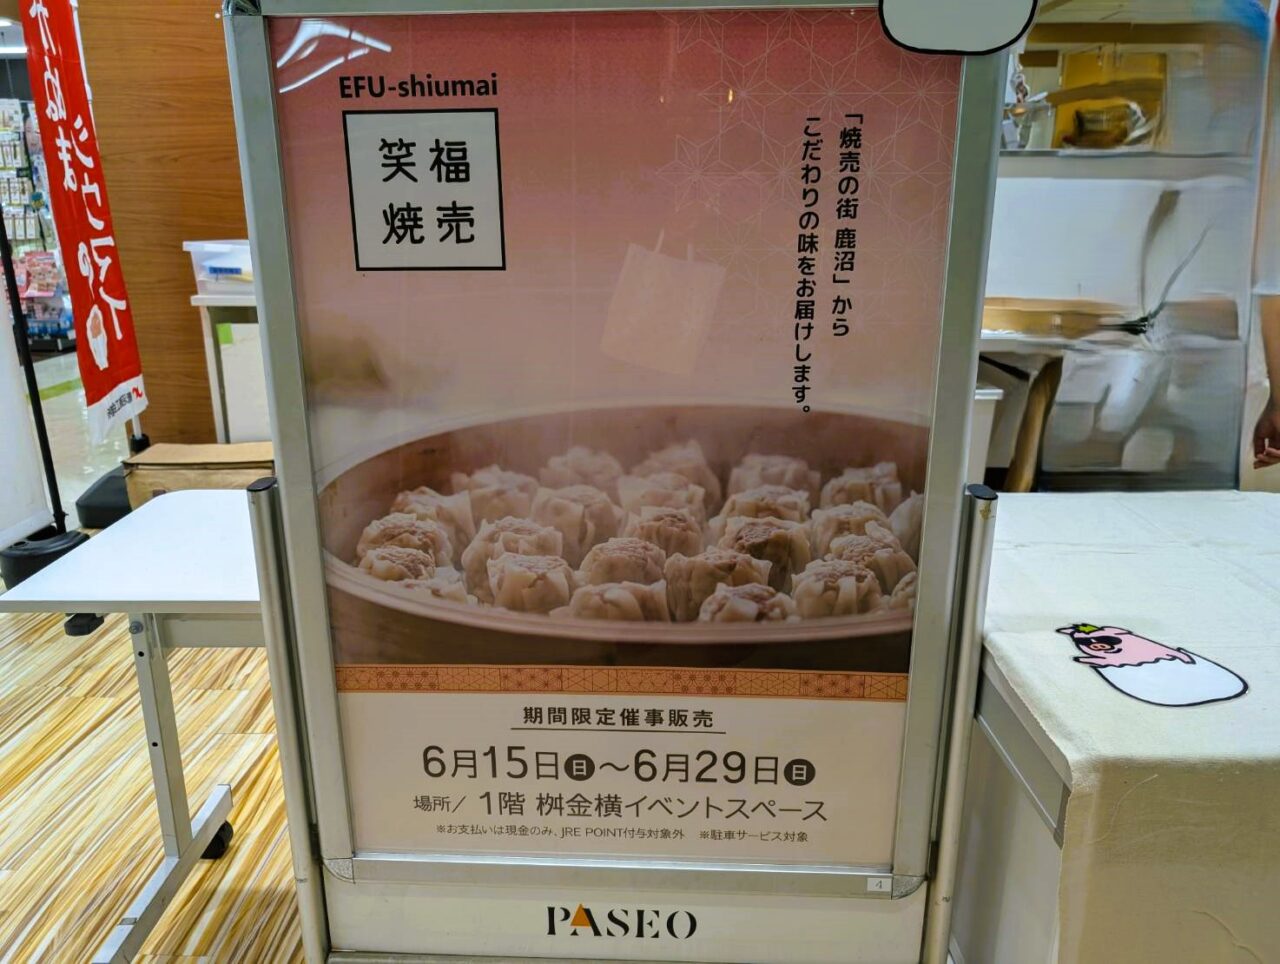 EFU-shiumai
笑福
焼売
「焼売の街 鹿沼」から
こだわりの味をお届けします。
期間限定催事販売
6月15日日〜6月29日日
場所/ 1階 桝金横イベントスペース
※お支払いは現金のみ、JRE POINT付与対象外 ※駐車サービス対象
4
PASEO